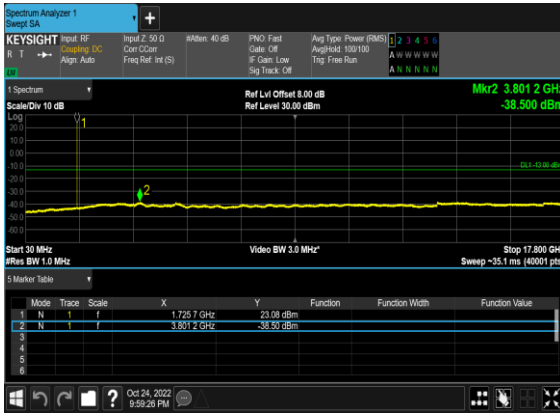 Spectrum Analyzer 1
Swept SA
+
KEYSIGHT
R T
Input: RF
Coupling: DC
Align: Auto
Input Z: 50 Ω
Corr CCorr
Freq Ref: Int (S)
#Atten: 40 dB
PNO: Fast
Gate: Off
IF Gain: Low
Sig Track: Off
Avg Type: Power (RMS)
Avg|Hold: 100/100
Trig: Free Run
1 2 3 4 5 6
A W W W W W
A N N N N N
1 Spectrum
Scale/Div 10 dB
Ref Lvl Offset 8.00 dB
Ref Level 30.00 dBm
Mkr2 3.801 2 GHz
-38.500 dBm
Log
20.0
10.0
0.00
-10.0
-20.0
-30.0
-40.0
-50.0
-60.0
1
2
DL1 -13.00 dBm
Start 30 MHz
#Res BW 1.0 MHz
Video BW 3.0 MHz*
Stop 17.800 GHz
Sweep ~35.1 ms (40001 pts)
5 Marker Table
Mode Trace Scale X Y Function Function Width Function Value
1 N 1 f 1.725 7 GHz 23.08 dBm
2 N 1 f 3.801 2 GHz -38.50 dBm
3
4
5
6
?
Oct 24, 2022
9:59:26 PM